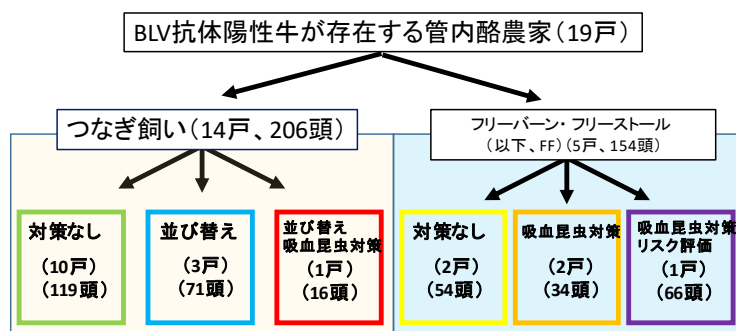 BLV抗体陽性牛が存在する管内酪農家（19戸）
つなぎ飼い（14戸、206頭）
フリーバーン・フリーストール
（以下、FF）（5戸、154頭）
対策なし
（10戸）
（119頭）
並び替え
（3戸）
（71頭）
並び替え
吸血昆虫対策
（1戸）
（16頭）
対策なし
（2戸）
（54頭）
吸血昆虫対策
（2戸）
（34頭）
吸血昆虫対策
リスク評価
（1戸）
（66頭）